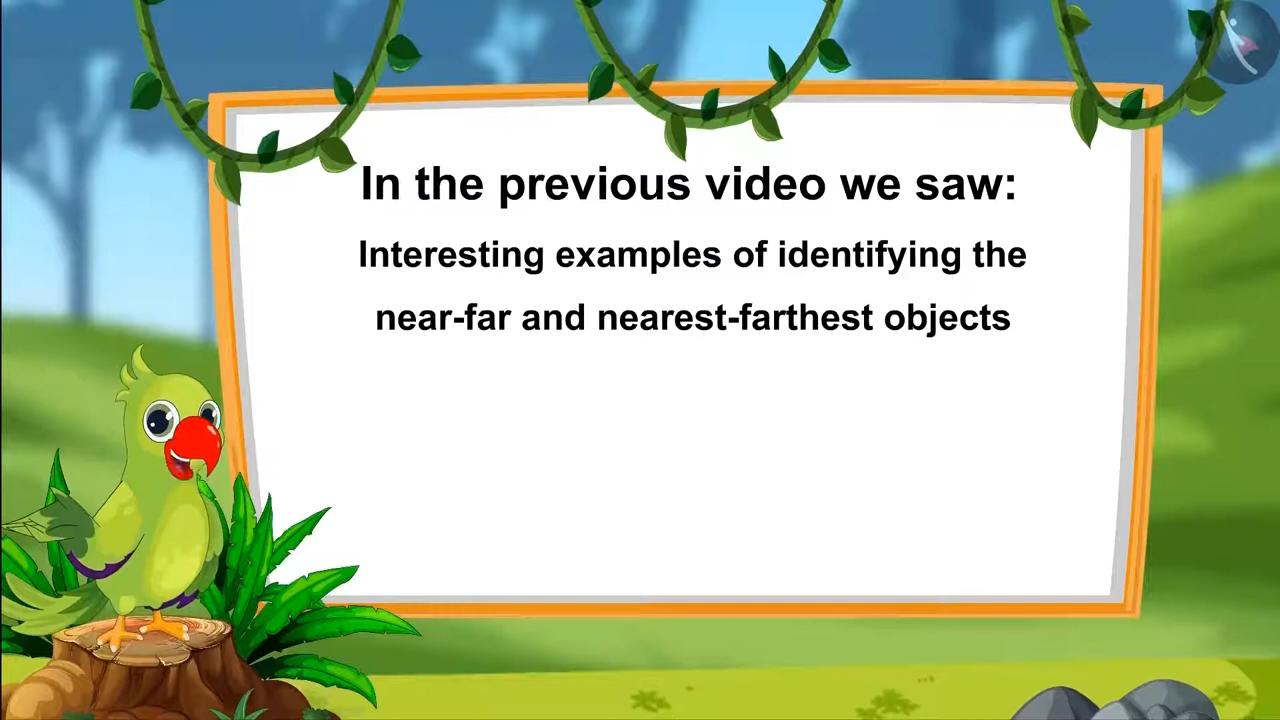 In the previous video we saw:
Interesting examples of identifying the
near-far and nearest-farthest objects